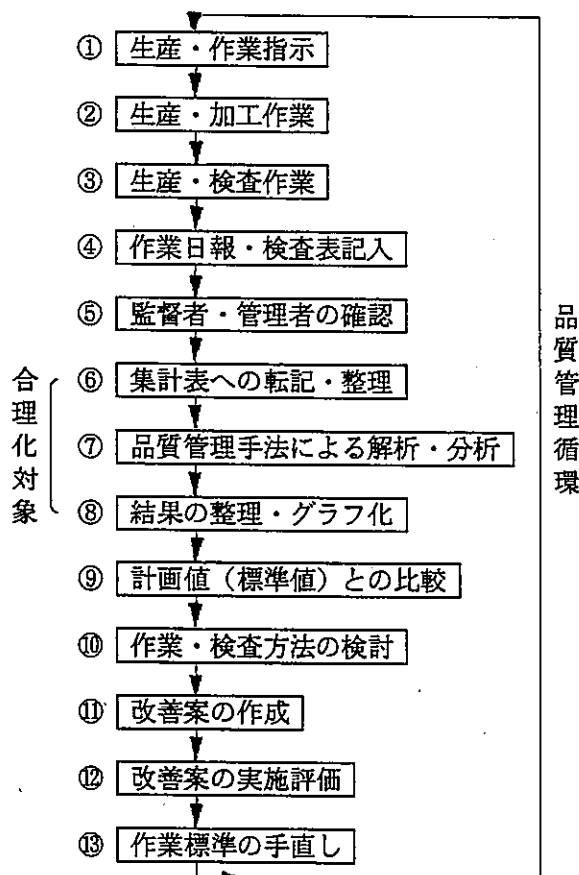 ① 生産・作業指示
② 生産・加工作業
③ 生産・検査作業
④ 作業日報・検査表記入
⑤ 監督者・管理者の確認
⑥ 集計表への転記・整理
⑦ 品質管理手法による解析・分析
⑧ 結果の整理・グラフ化
⑨ 計画値（標準値）との比較
⑩ 作業・検査方法の検討
⑪ 改善案の作成
⑫ 改善案の実施評価
⑬ 作業標準の手直し
合理化対象
品質管理循環